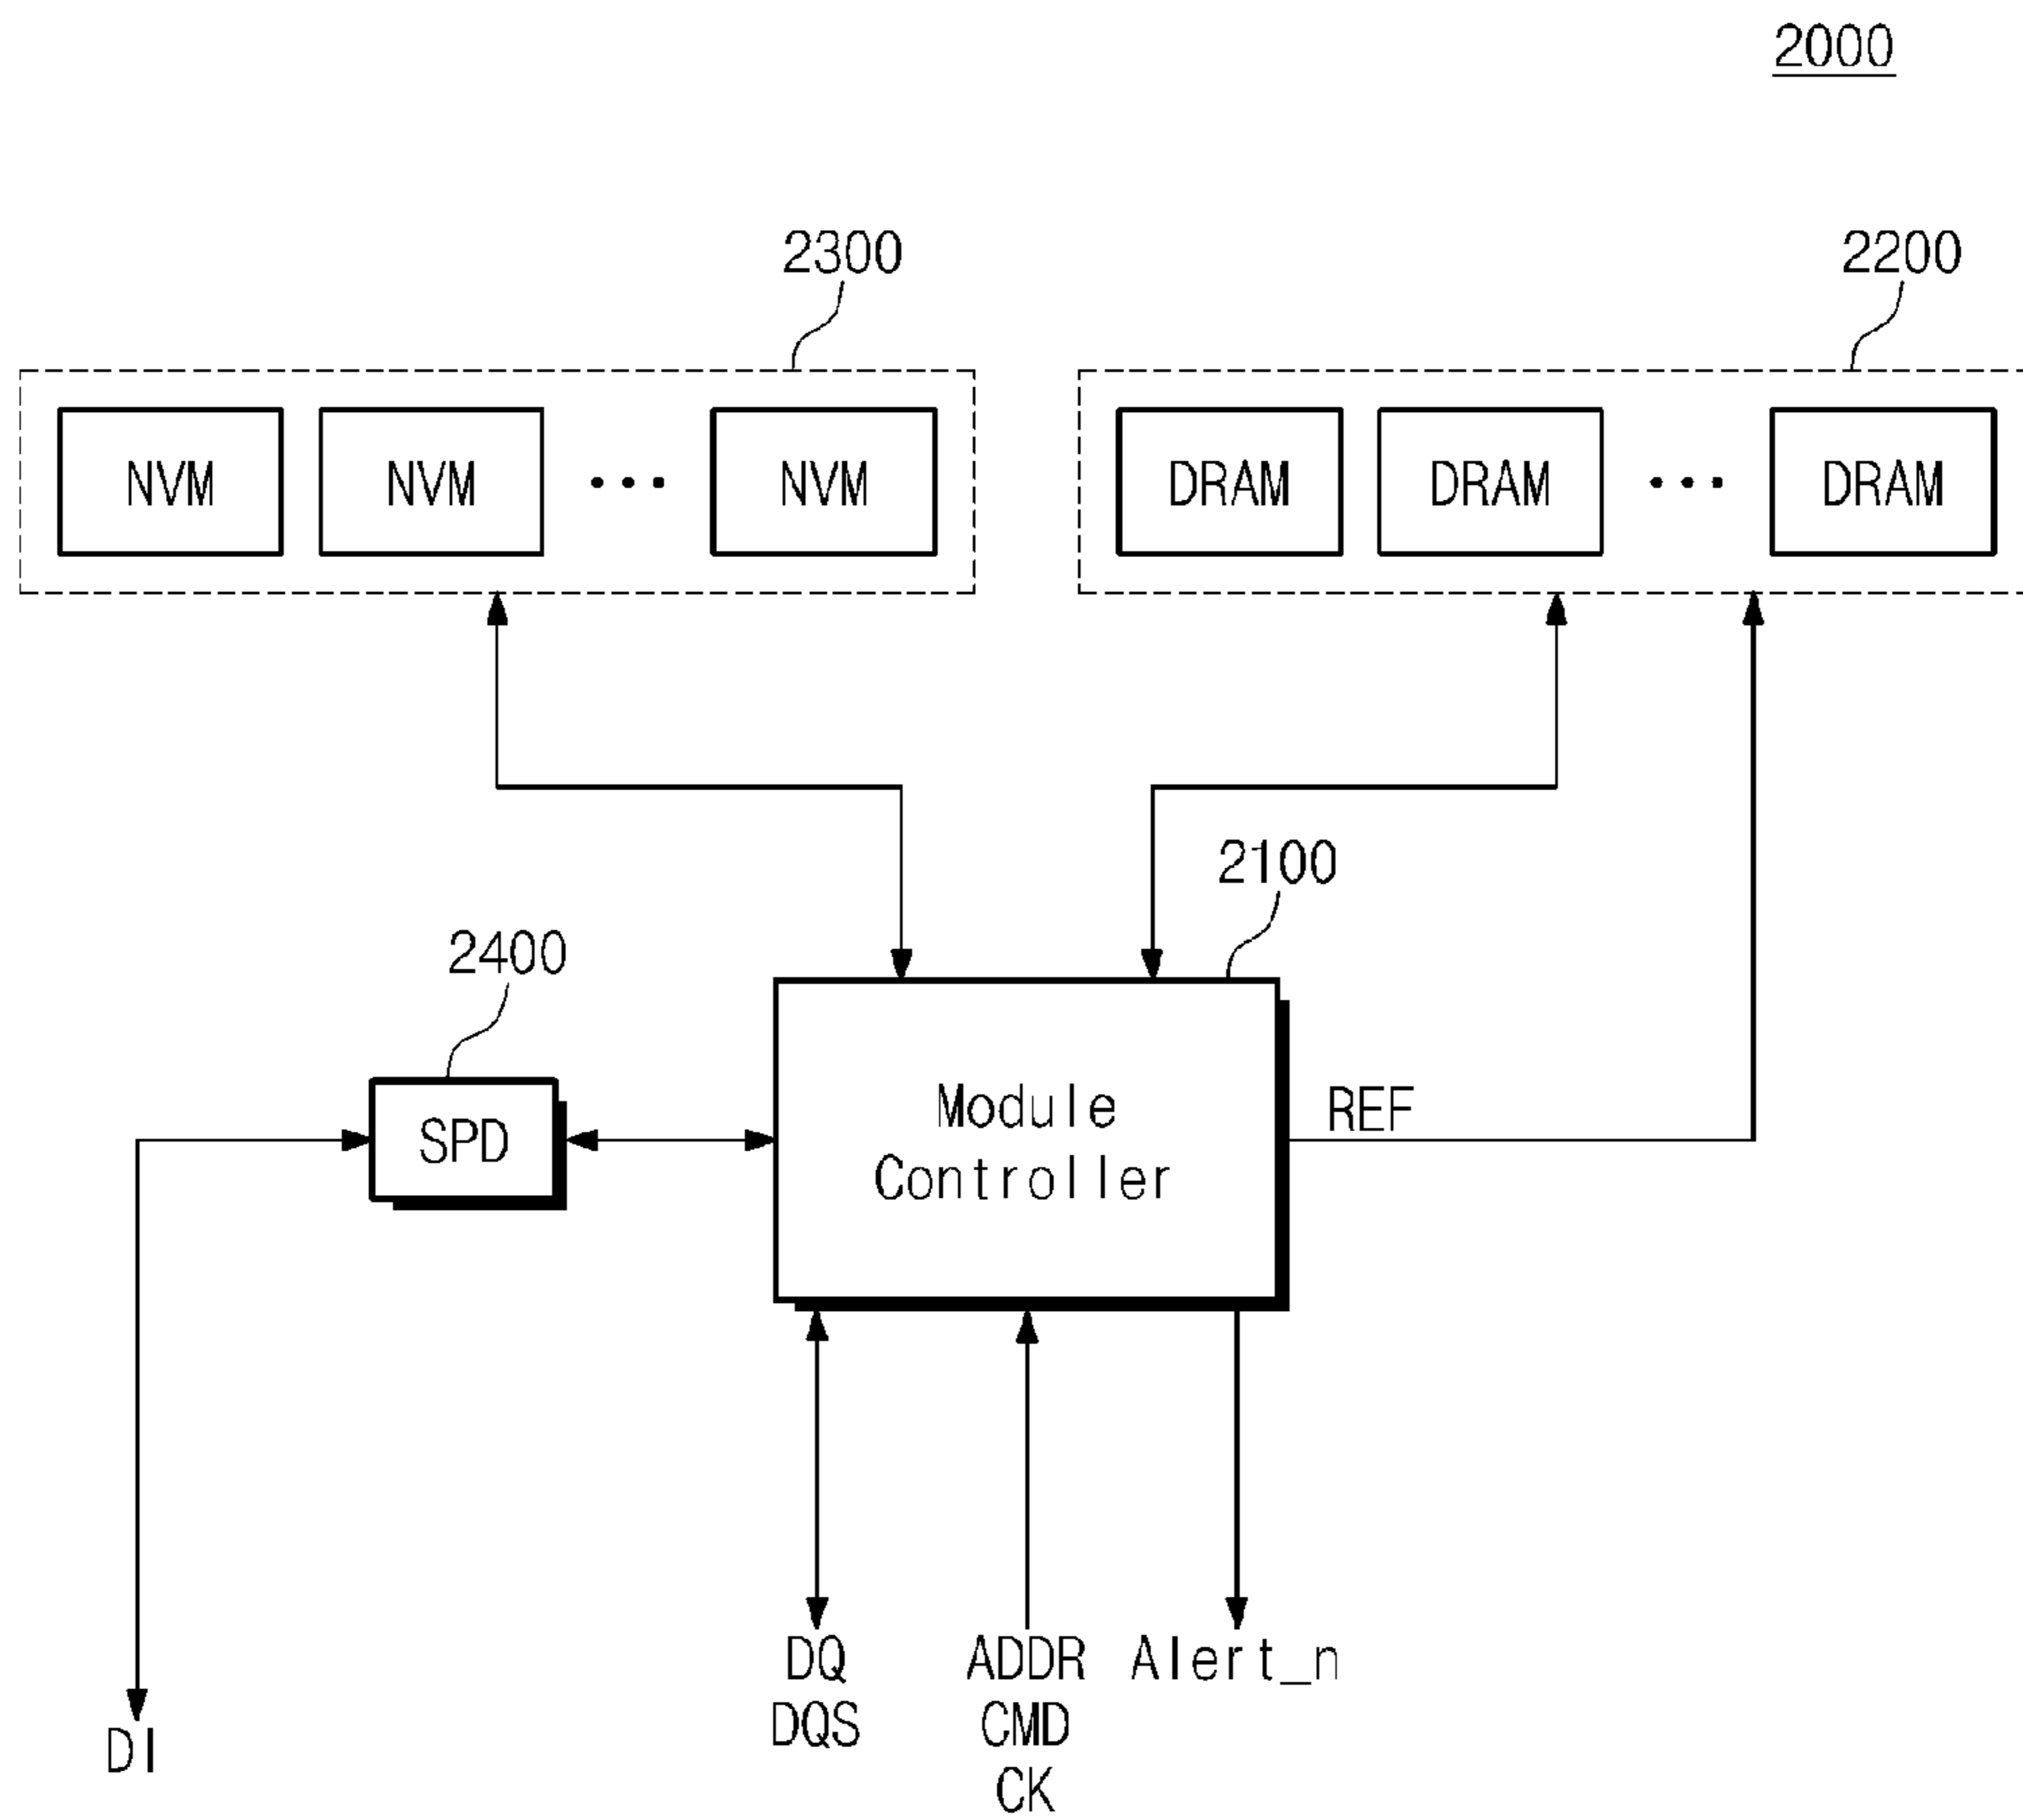 2000
2300
2200
NVM
NVM
NVM
DRAM
DRAM
DRAM
2100
2400
SPD
Module
Controller
REF
DQ
DQS
ADDR
CMD
CK
Alert_n
DI